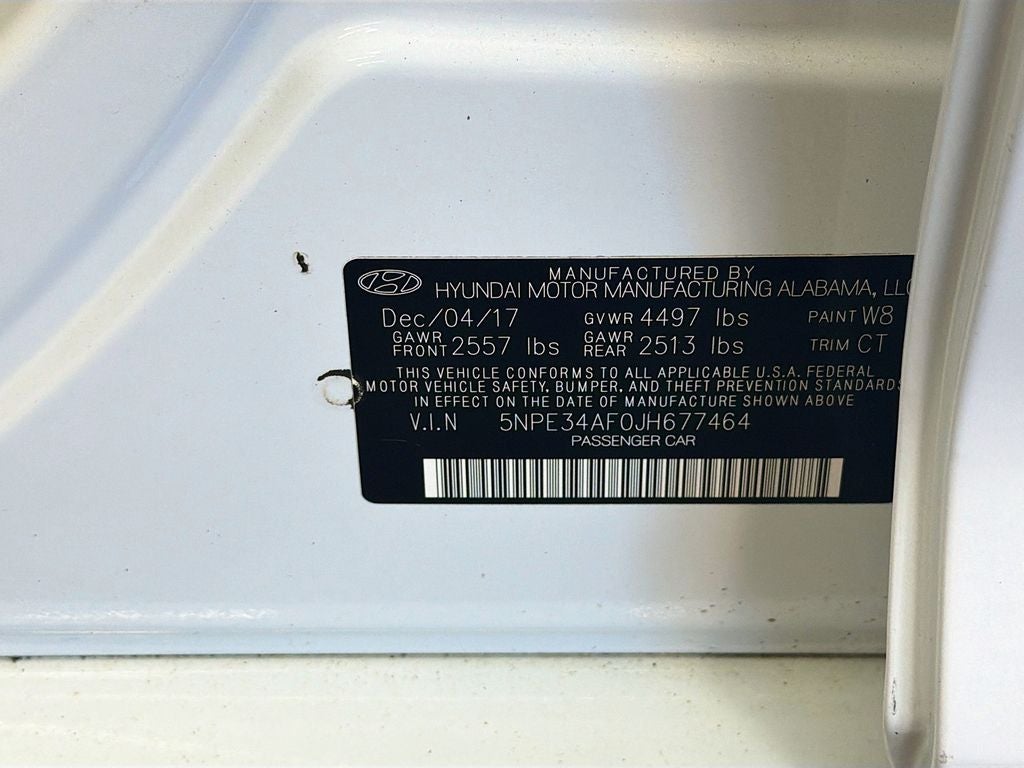 MANUFACTURED BY
HYUNDAI MOTOR MANUFACTURING ALABAMA, LLC
Dec/04/17 GVWR 4497 lbs PAINT W8
GAWR FRONT 2557 lbs GAWR REAR 2513 lbs TRIM CT
THIS VEHICLE CONFORMS TO ALL APPLICABLE U.S.A. FEDERAL
MOTOR VEHICLE SAFETY, BUMPER, AND THEFT PREVENTION STANDARDS
IN EFFECT ON THE DATE OF MANUFACTURE SHOWN ABOVE
V.I.N 5NPE34AF0JH677464
PASSENGER CAR